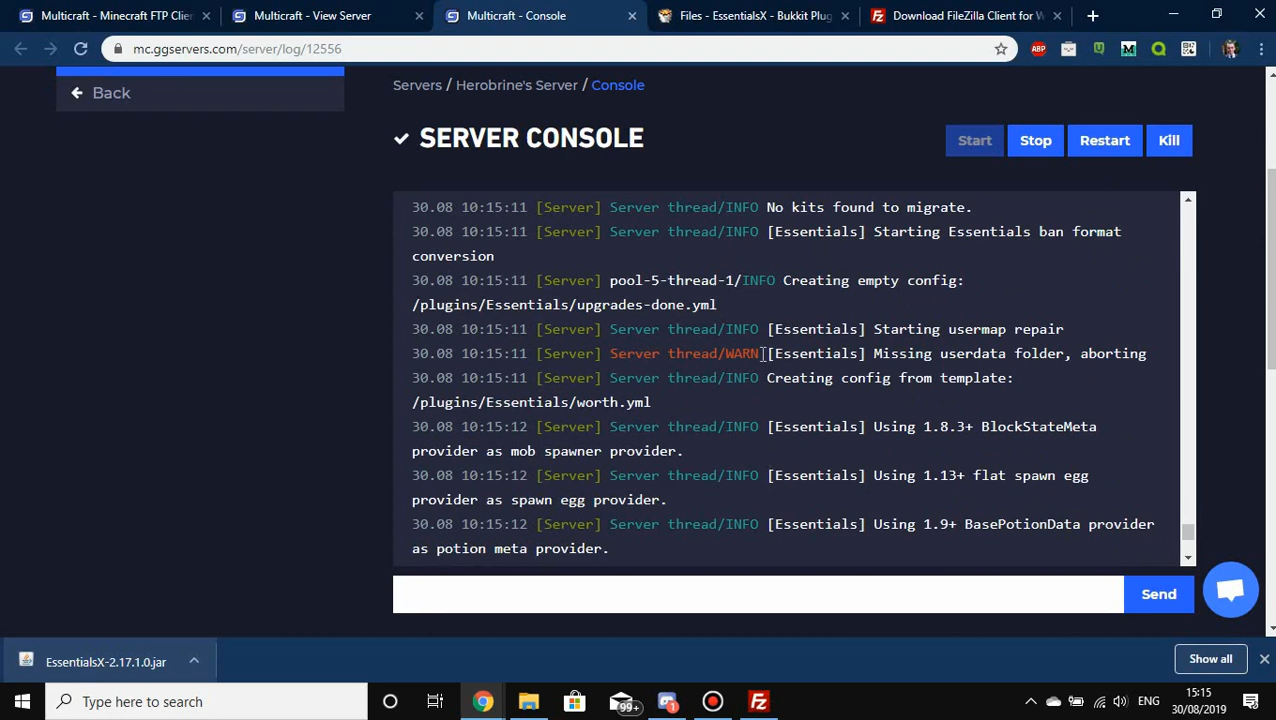 Multicraft - Minecraft FTP Clien
Multicraft - View Server
Multicraft - Console
Files - EssentialsX - Bukkit Plug
Download FileZilla Client for W
mc.ggservers.com/server/log/12556
ABP
Back
Servers / Herobrine's Server / Console
SERVER CONSOLE
Start
Stop
Restart
Kill
30.08 10:15:11 [Server] Server thread/INFO No kits found to migrate.
30.08 10:15:11 [Server] Server thread/INFO [Essentials] Starting Essentials ban format
conversion
30.08 10:15:11 [Server] pool-5-thread-1/INFO Creating empty config:
/plugins/Essentials/upgrades-done.yml
30.08 10:15:11 [Server] Server thread/INFO [Essentials] Starting usermap repair
30.08 10:15:11 [Server] Server thread/WARN [Essentials] Missing userdata folder, aborting
30.08 10:15:11 [Server] Server thread/INFO Creating config from template:
/plugins/Essentials/worth.yml
30.08 10:15:12 [Server] Server thread/INFO [Essentials] Using 1.8.3+ BlockStateMeta
provider as mob spawner provider.
30.08 10:15:12 [Server] Server thread/INFO [Essentials] Using 1.13+ flat spawn egg
provider as spawn egg provider.
30.08 10:15:12 [Server] Server thread/INFO [Essentials] Using 1.9+ BasePotionData provider
as potion meta provider.
Send
EssentialsX-2.17.1.0.jar
Show all
Type here to search
99+
1
ENG
15:15
30/08/2019